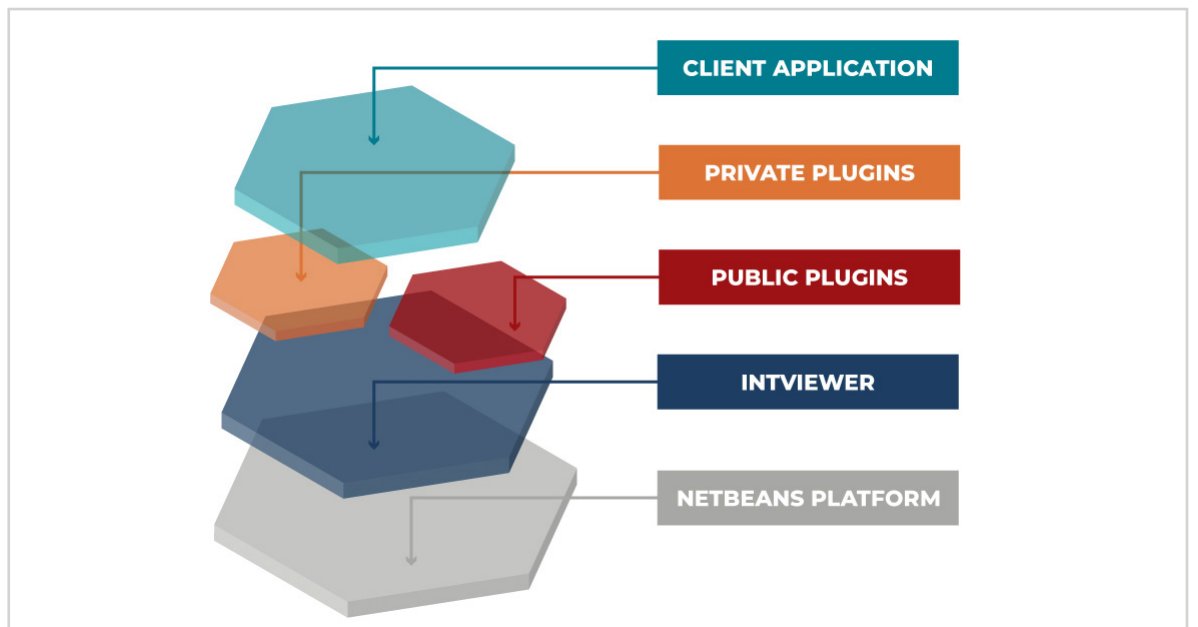 CLIENT APPLICATION
PRIVATE PLUGINS
PUBLIC PLUGINS
INTVIEWER
NETBEANS PLATFORM